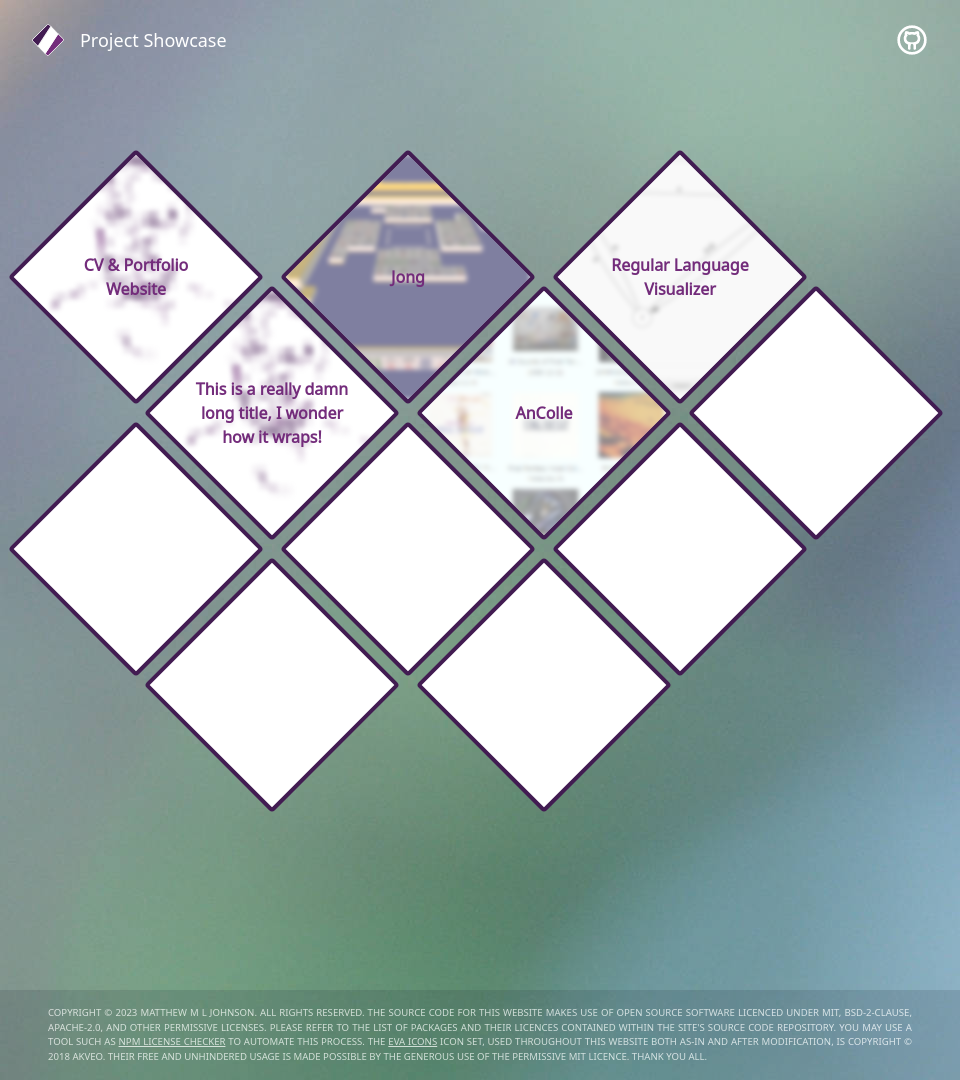 Project Showcase
CV & Portfolio
Website
Jong
Regular Language
Visualizer
This is a really damn
long title, I wonder
how it wraps!
AnColle
COPYRIGHT © 2023 MATTHEW M L JOHNSON. ALL RIGHTS RESERVED. THE SOURCE CODE FOR THIS WEBSITE MAKES USE OF OPEN SOURCE SOFTWARE LICENCED UNDER MIT, BSD-2-CLAUSE,
APACHE-2.0, AND OTHER PERMISSIVE LICENSES. PLEASE REFER TO THE LIST OF PACKAGES AND THEIR LICENCES CONTAINED WITHIN THE SITE'S SOURCE CODE REPOSITORY. YOU MAY USE A
TOOL SUCH AS NPM LICENSE CHECKER TO AUTOMATE THIS PROCESS. THE EVA ICONS ICON SET, USED THROUGHOUT THIS WEBSITE BOTH AS-IN AND AFTER MODIFICATION, IS COPYRIGHT ©
2018 AKVEO. THEIR FREE AND UNHINDERED USAGE IS MADE POSSIBLE BY THE GENEROUS USE OF THE PERMISSIVE MIT LICENCE. THANK YOU ALL.